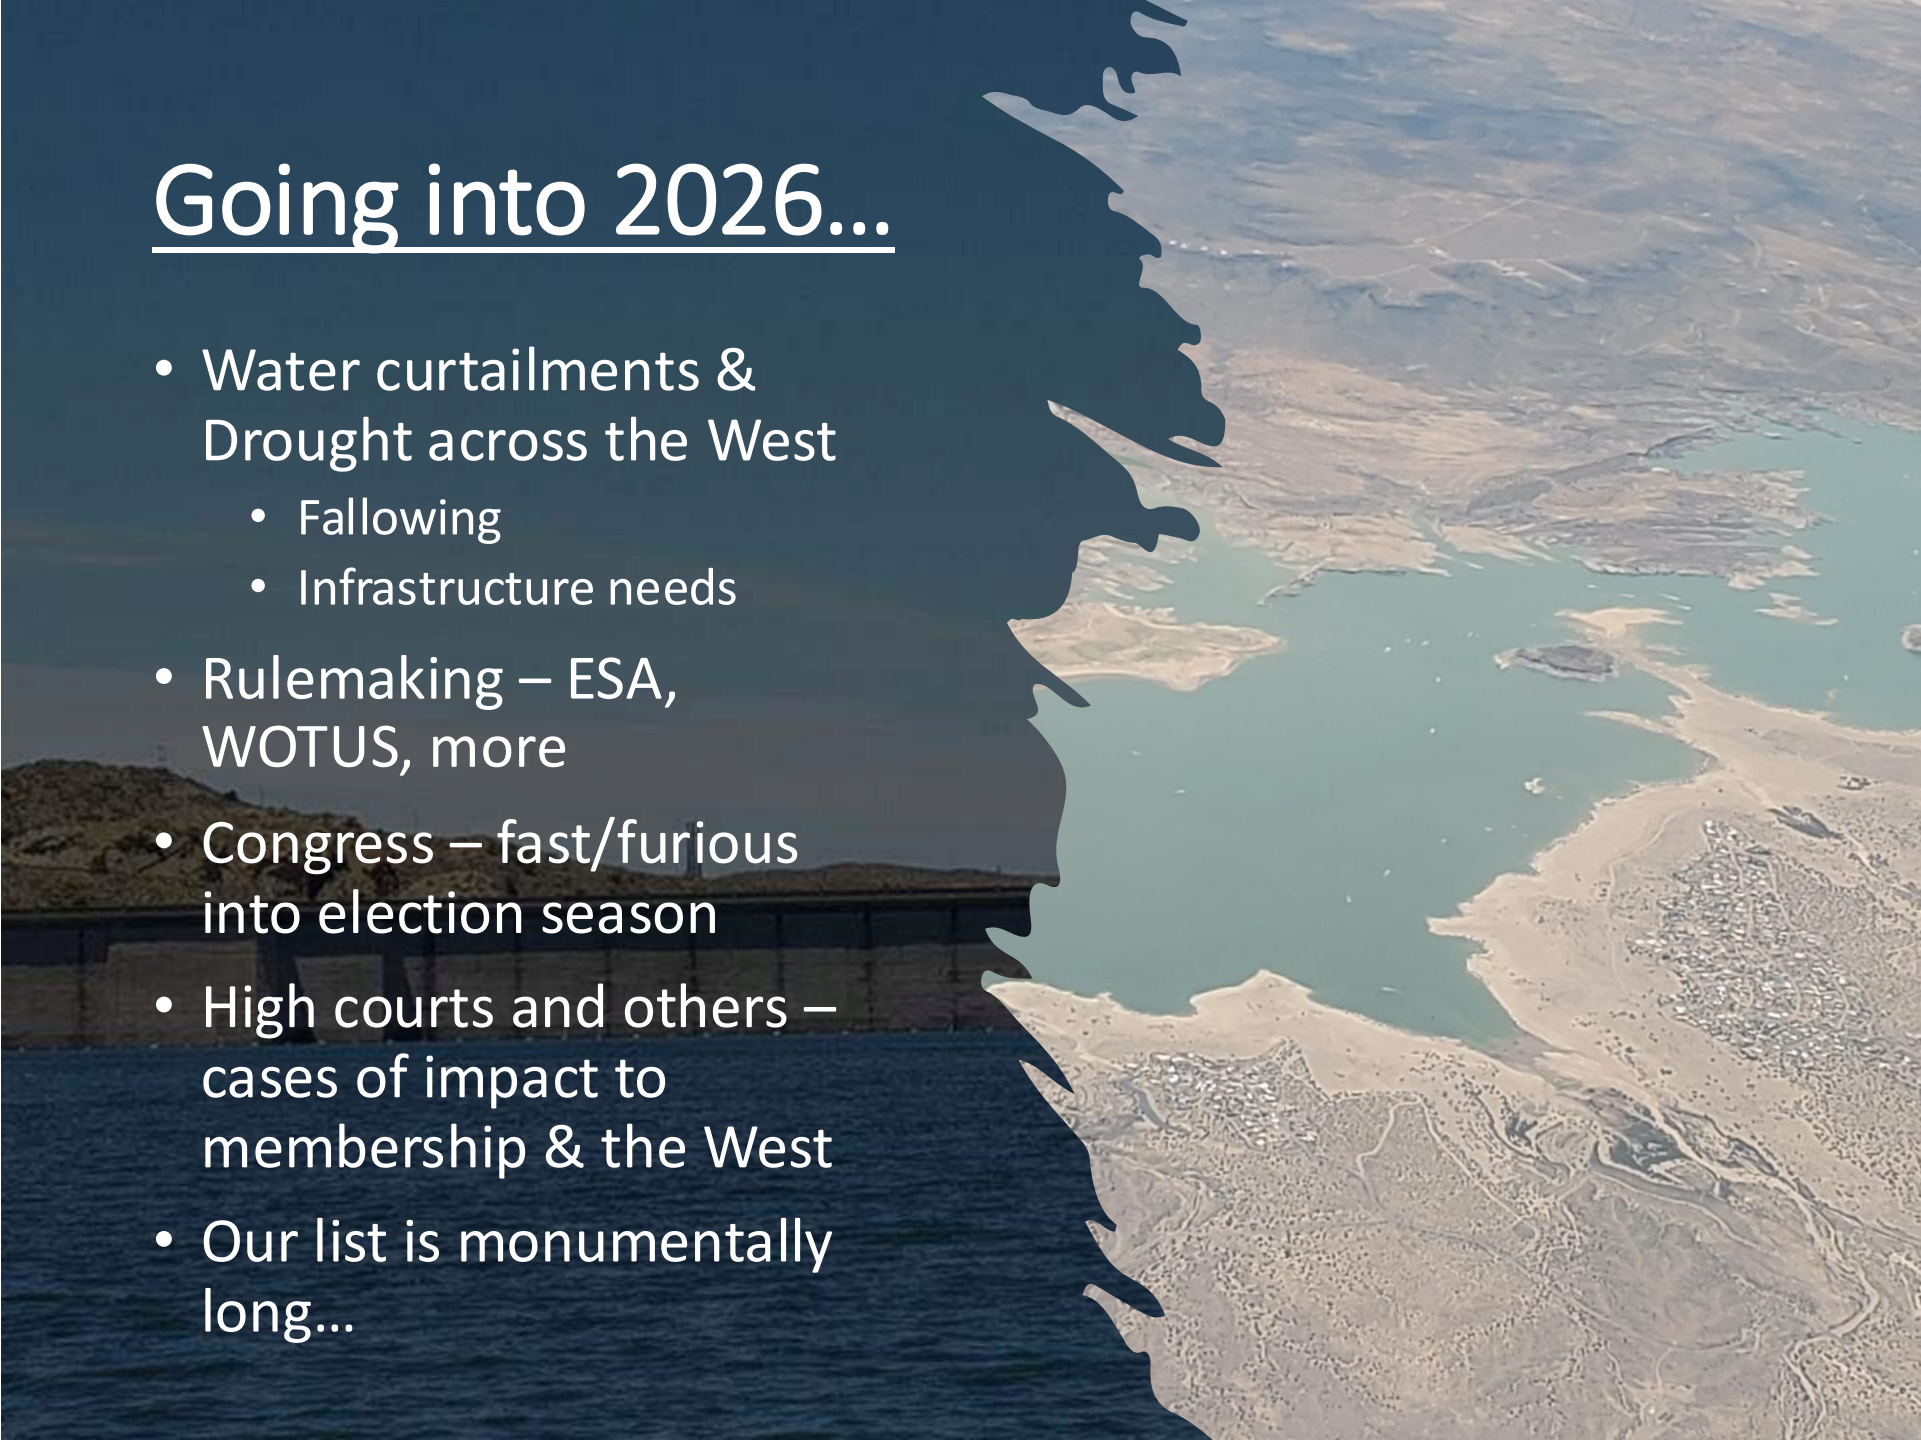 Going into 2026…
• Water curtailments &
Drought across the West
• Fallowing
• Infrastructure needs
• Rulemaking – ESA,
WOTUS, more
• Congress – fast/furious
into election season
• High courts and others –
cases of impact to
membership & the West
• Our list is monumentally
long…